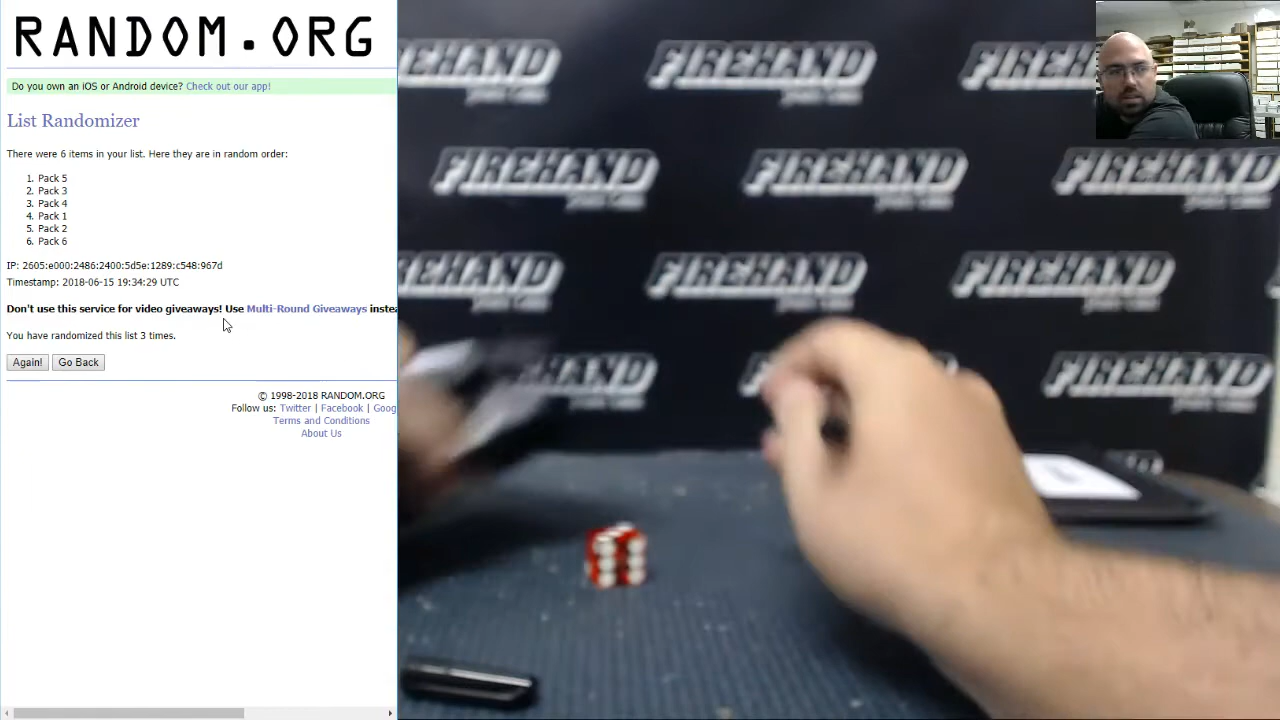 RANDOM.ORG
Do you own an iOS or Android device? Check out our app!
List Randomizer
There were 6 items in your list. Here they are in random order:
1. Pack 5
2. Pack 3
3. Pack 4
4. Pack 1
5. Pack 2
6. Pack 6
IP: 2605:e000:2486:2400:5d5e:1289:c548:967d
Timestamp: 2018-06-15 19:34:29 UTC
Don't use this service for video giveaways! Use Multi-Round Giveaways inste
You have randomized this list 3 times.
Again! Go Back
© 1998-2018 RANDOM.ORG
Follow us: Twitter | Facebook | Goog
Terms and Conditions
About Us
EHAND FIREHAND FIREH
FIREHAND FIREHAND FIREHAND
EHAND FIREHAND FIREHAND
FIREHAND FIREHAND